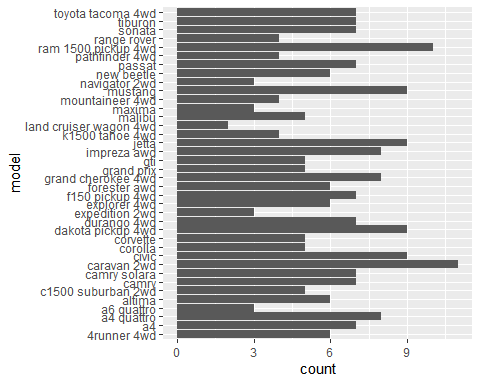 toyota tacoma 4wd
tiburon
sonata
range rover
ram 1500 pickup 4wd
pathfinder 4wd
passat
new beetle
navigator 2wd
mustang
mountaineer 4wd
maxima
malibu
land cruiser wagon 4wd
k1500 tahoe 4wd
jetta
impreza awd
gti
grand prix
grand cherokee 4wd
forester awd
f150 pickup 4wd
explorer 4wd
expedition 2wd
durango 4wd
dakota pickup 4wd
corvette
corolla
civic
caravan 2wd
camry solara
camry
c1500 suburban 2wd
altima
a6 quattro
a4 quattro
a4
4runner 4wd
model
0 3 6 9
count